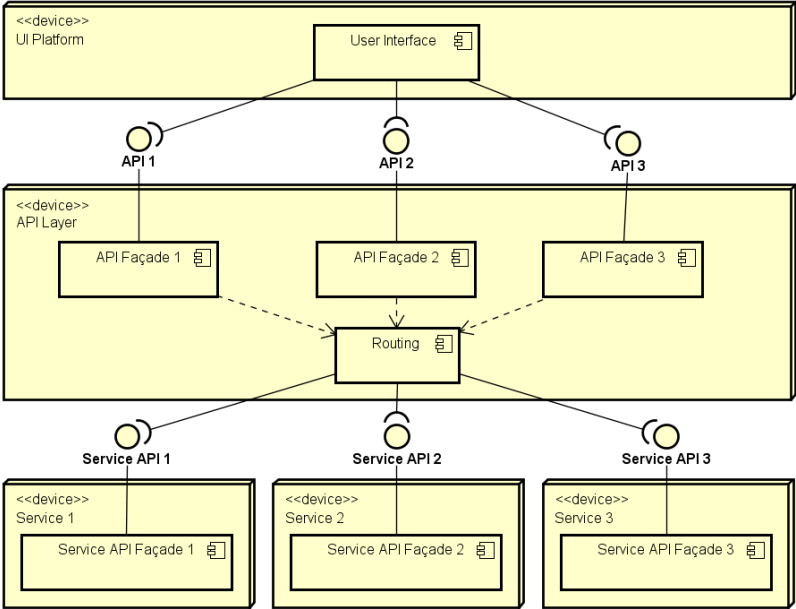 <<device>>
UI Platform
User Interface
API 1
API 2
API 3
<<device>>
API Layer
API Façade 1
API Façade 2
API Façade 3
Routing
Service API 1
Service API 2
Service API 3
<<device>>
Service 1
Service API Façade 1
<<device>>
Service 2
Service API Façade 2
<<device>>
Service 3
Service API Façade 3